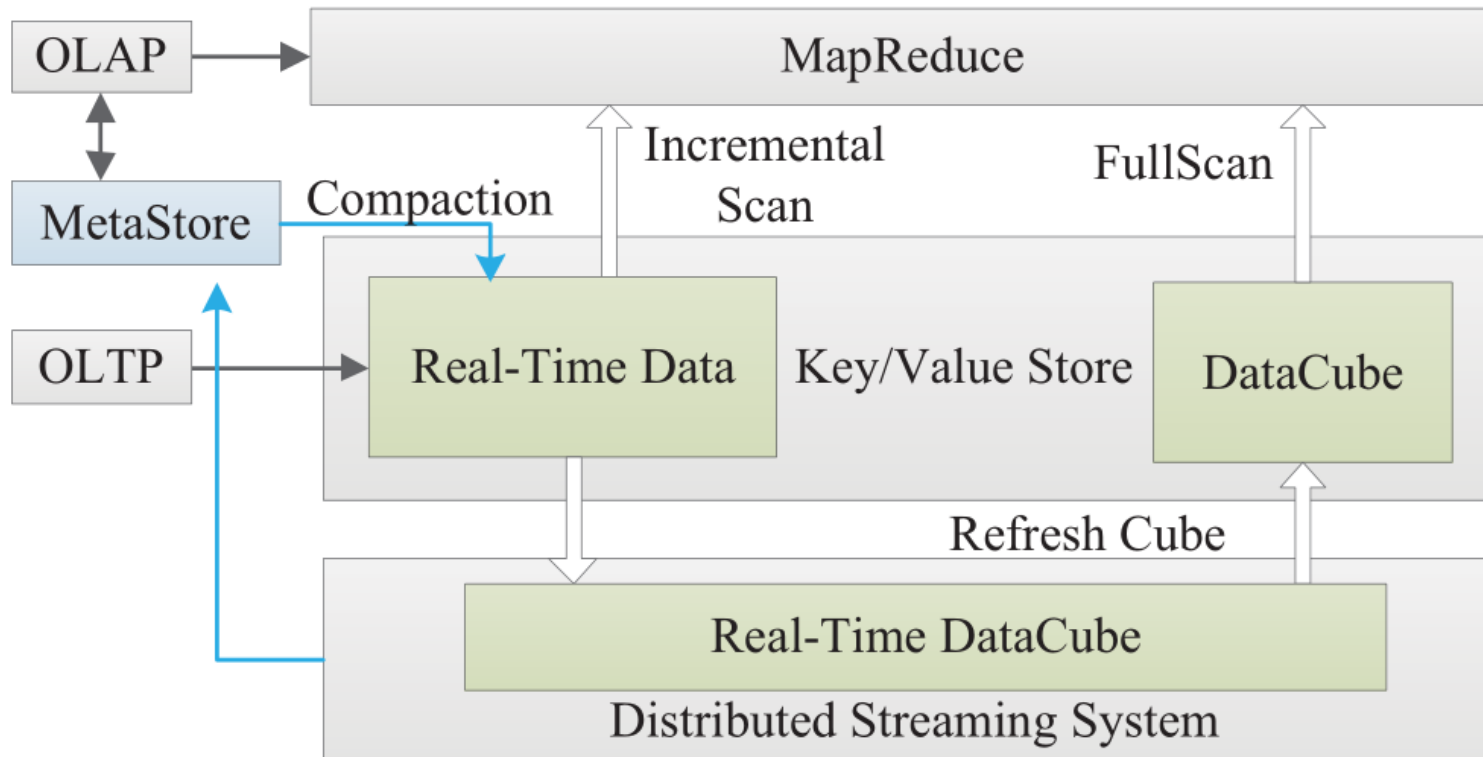 OLAP
MapReduce
Incremental
Scan
FullScan
MetaStore
Compaction
OLTP
Real-Time Data
Key/Value Store
DataCube
Refresh Cube
Real-Time DataCube
Distributed Streaming System